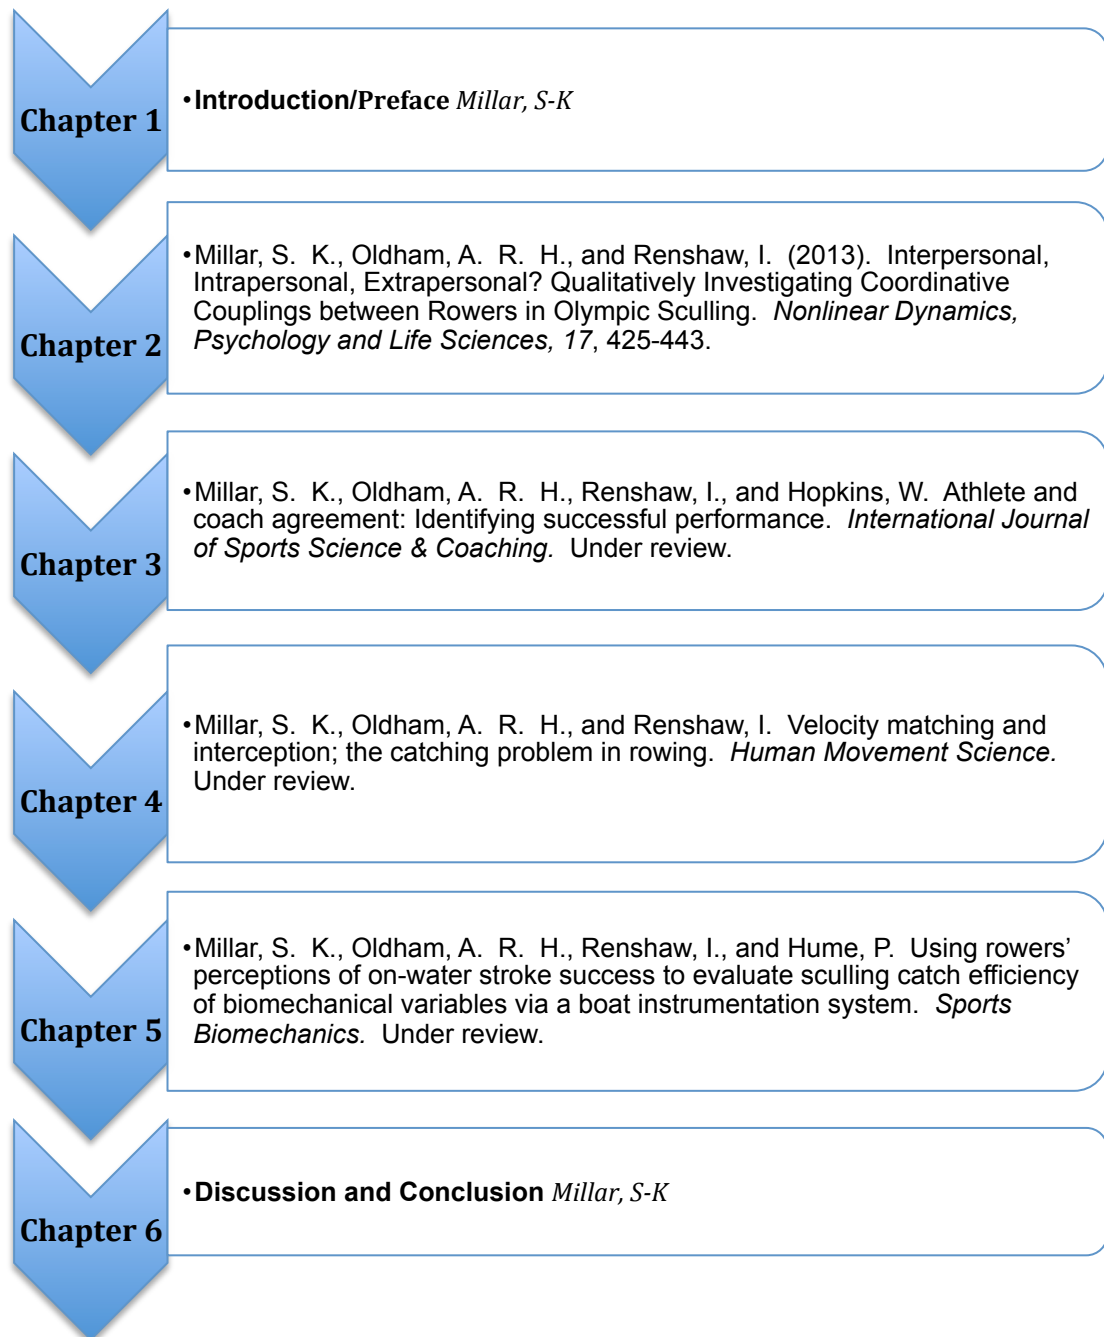 Chapter 1
•Introduction/Preface Millar, S-K
Chapter 2
•Millar, S. K., Oldham, A. R. H., and Renshaw, I. (2013). Interpersonal,
Intrapersonal, Extrapersonal? Qualitatively Investigating Coordinative
Couplings between Rowers in Olympic Sculling. Nonlinear Dynamics,
Psychology and Life Sciences, 17, 425-443.
Chapter 3
•Millar, S. K., Oldham, A. R. H., Renshaw, I., and Hopkins, W. Athlete and
coach agreement: Identifying successful performance. International Journal
of Sports Science & Coaching. Under review.
Chapter 4
•Millar, S. K., Oldham, A. R. H., and Renshaw, I. Velocity matching and
interception; the catching problem in rowing. Human Movement Science.
Under review.
Chapter 5
•Millar, S. K., Oldham, A. R. H., Renshaw, I., and Hume, P. Using rowers’
perceptions of on-water stroke success to evaluate sculling catch efficiency
of biomechanical variables via a boat instrumentation system. Sports
Biomechanics. Under review.
Chapter 6
•Discussion and Conclusion Millar, S-K